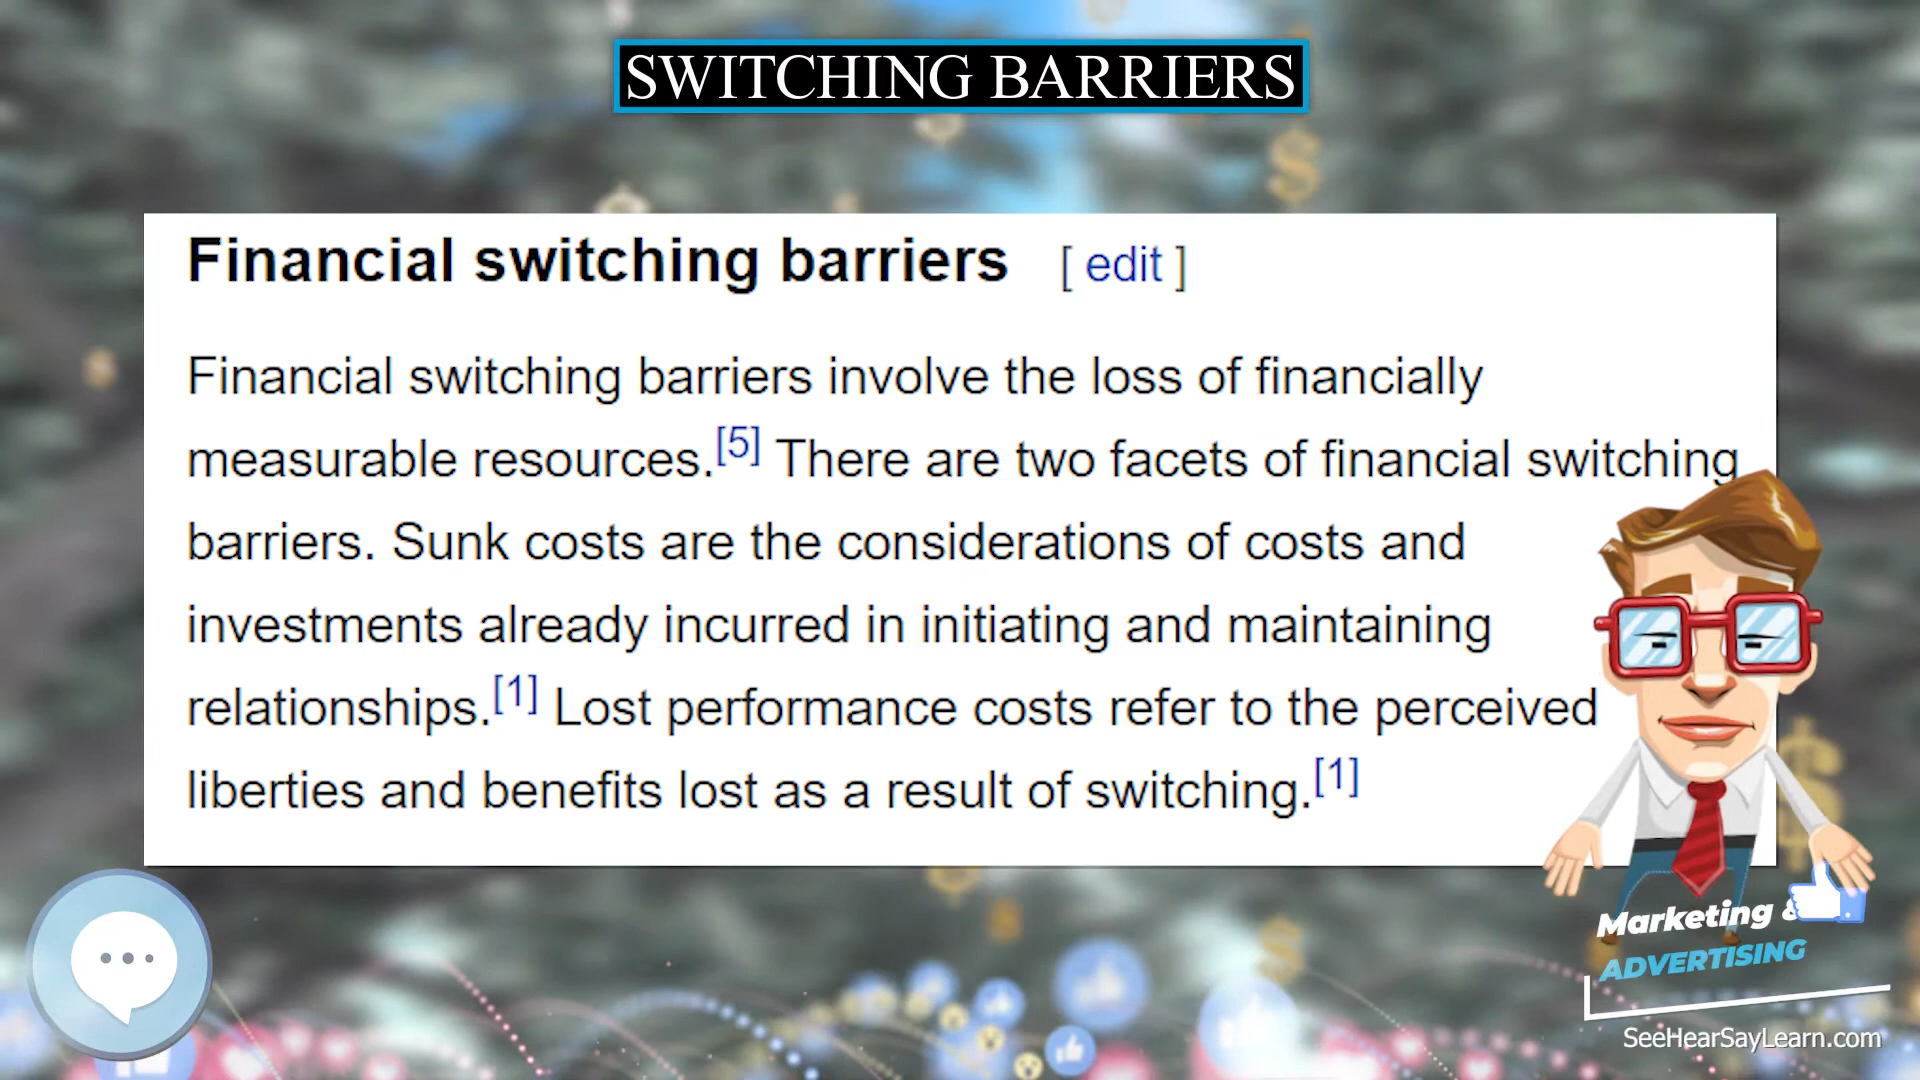 SWITCHING BARRIERS
Financial switching barriers [ edit ]
Financial switching barriers involve the loss of financially
measurable resources.[5] There are two facets of financial switching
barriers. Sunk costs are the considerations of costs and
investments already incurred in initiating and maintaining
relationships.[1] Lost performance costs refer to the perceived
liberties and benefits lost as a result of switching.[1]
Marketing &
ADVERTISING
SeeHearSayLearn.com